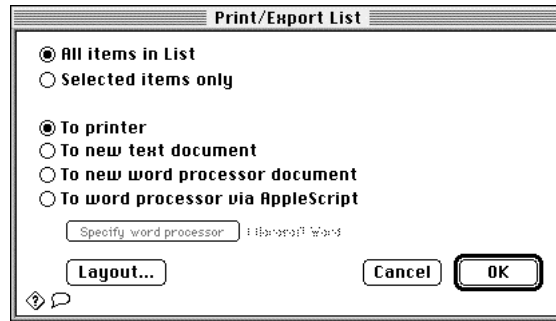 Print/Export List
All items in List
Selected items only
To printer
To new text document
To new word processor document
To word processor via AppleScript
Specify word processor
Layout...
Cancel
OK
?